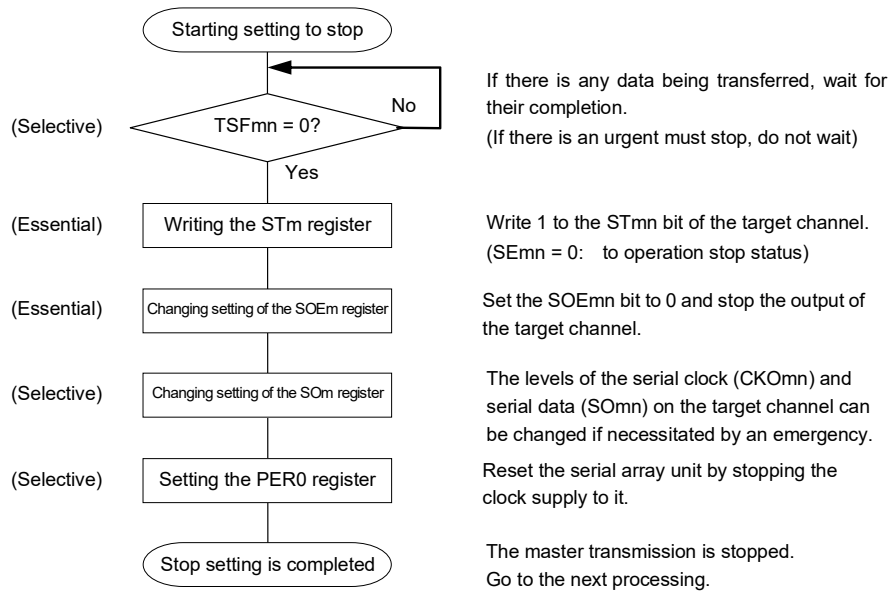 Starting setting to stop
If there is any data being transferred, wait for
their completion.
(If there is an urgent must stop, do not wait)
No
(Selective)
TSFmn = 0?
Yes
(Essential)
Writing the STm register
Write 1 to the STmn bit of the target channel.
(SEmn = 0: to operation stop status)
(Essential)
Changing setting of the SOEm register
Set the SOEmn bit to 0 and stop the output of
the target channel.
(Selective)
Changing setting of the SOm register
The levels of the serial clock (CKOmn) and
serial data (SOmn) on the target channel can
be changed if necessitated by an emergency.
(Selective)
Setting the PER0 register
Reset the serial array unit by stopping the
clock supply to it.
Stop setting is completed
The master transmission is stopped.
Go to the next processing.